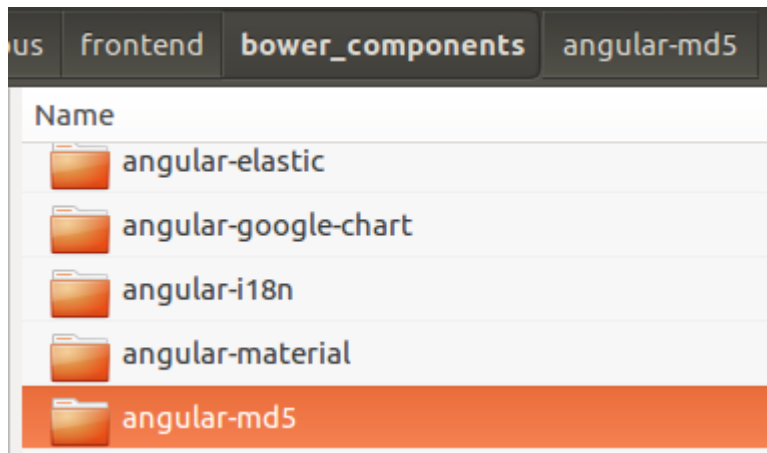 frontend bower_components angular-md5
Name
angular-elastic
angular-google-chart
angular-i18n
angular-material
angular-md5